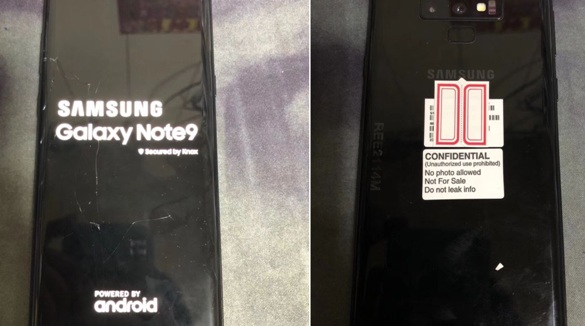 SAMSUNG
Galaxy Note9
Secured by Knox
POWERED BY
android
SAMSUNG
CONFIDENTIAL
(Unauthorized use prohibited)
No photo allowed
Not For Sale
Do not leak info